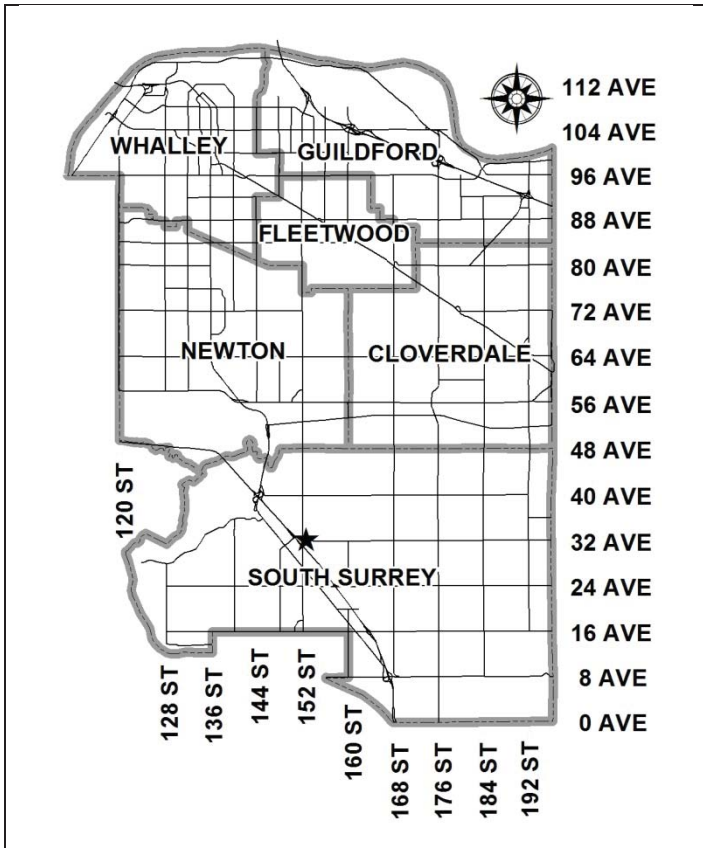 112 AVE
104 AVE
WHALLEY
GUILDFORD
96 AVE
88 AVE
FLEETWOOD
80 AVE
72 AVE
NEWTON
CLOVERDALE
64 AVE
56 AVE
48 AVE
120 ST
40 AVE
32 AVE
SOUTH SURREY
24 AVE
16 AVE
8 AVE
0 AVE
128 ST
136 ST
144 ST
152 ST
160 ST
168 ST
176 ST
184 ST
192 ST